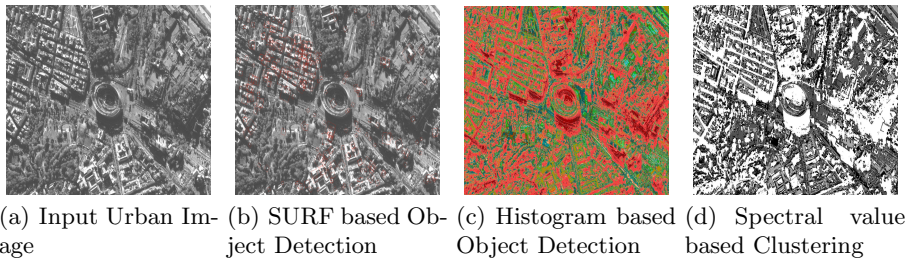 (a) Input Urban Im-
age
(b) SURF based Ob-
ject Detection
(c) Histogram based
Object Detection
(d) Spectral value
based Clustering